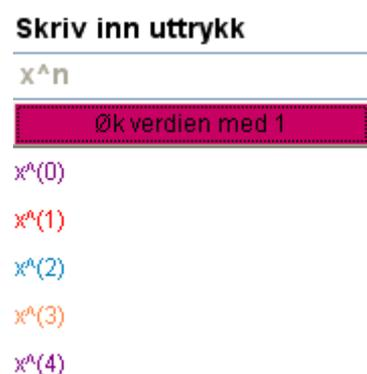 Skriv inn uttrykk
x^n
Øk verdien med 1
x^(0)
x^(1)
x^(2)
x^(3)
x^(4)